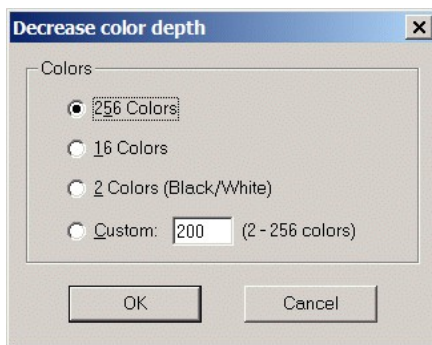 Decrease color depth
Colors
256 Colors
16 Colors
2 Colors (Black/White)
Custom: 200 (2 - 256 colors)
OK Cancel